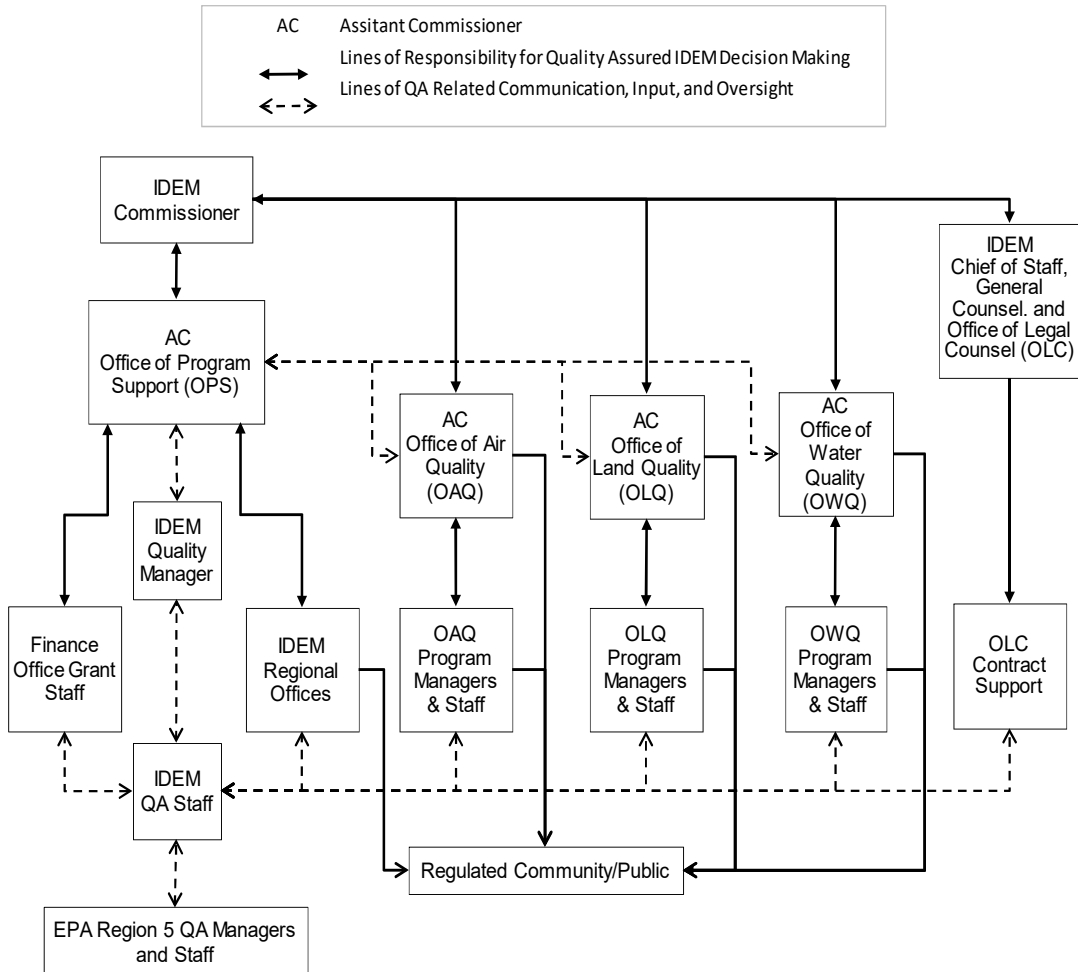 AC Assitant Commissioner
Lines of Responsibility for Quality Assured IDEM Decision Making
Lines of QA Related Communication, Input, and Oversight
IDEM
Commissioner
IDEM
Chief of Staff,
General
Counsel. and
Office of Legal
Counsel (OLC)
AC
Office of Program
Support (OPS)
AC
Office of Air
Quality
(OAQ)
AC
Office of
Land Quality
(OLQ)
AC
Office of
Water
Quality
(OWQ)
IDEM
Quality
Manager
Finance
Office Grant
Staff
IDEM
Regional
Offices
OAQ
Program
Managers
& Staff
OLQ
Program
Managers
& Staff
OWQ
Program
Managers
& Staff
OLC
Contract
Support
IDEM
QA Staff
Regulated Community/Public
EPA Region 5 QA Managers
and Staff